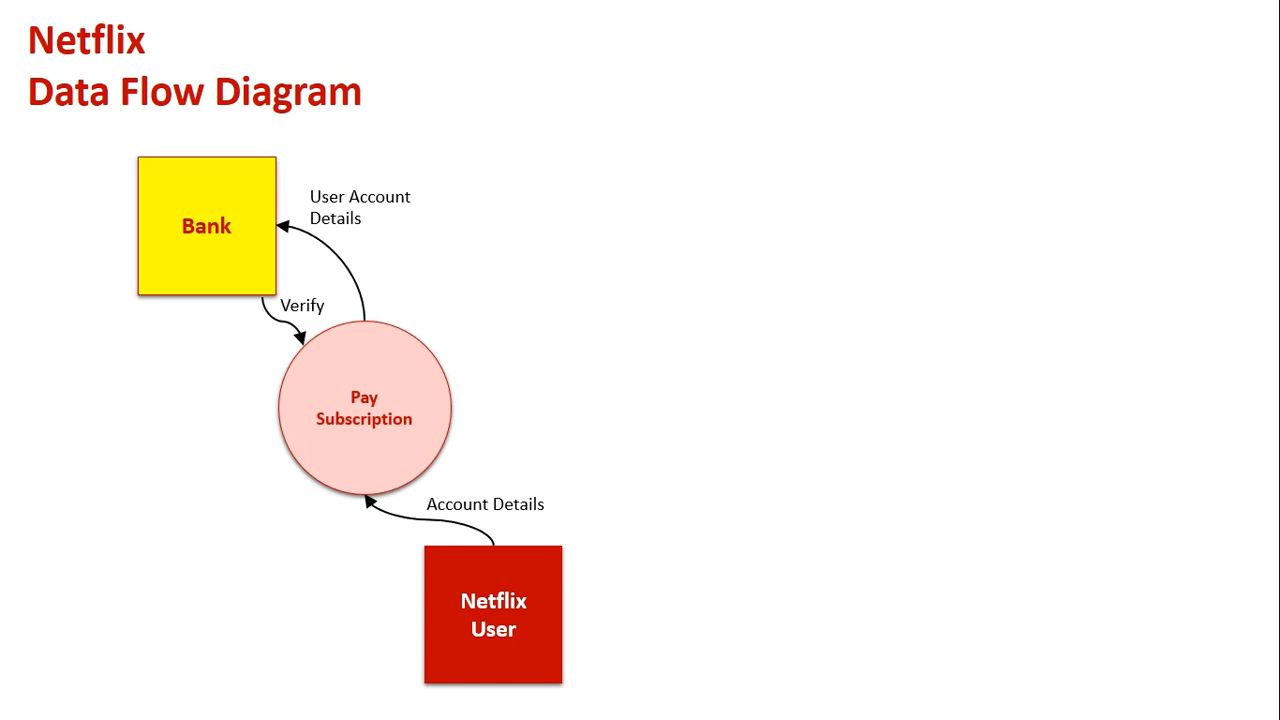 Netflix
Data Flow Diagram
Bank
User Account
Details
Verify
Pay
Subscription
Account Details
Netflix
User